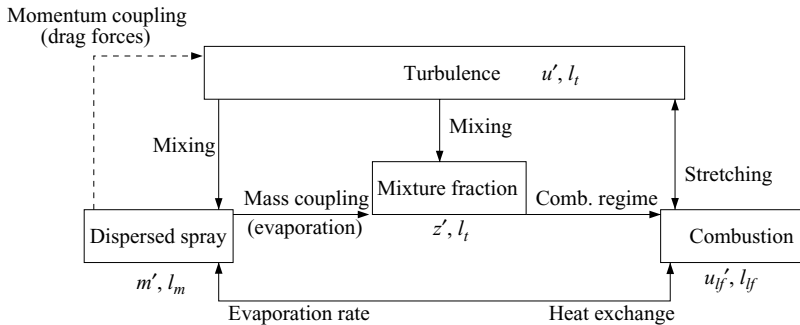 Momentum coupling
(drag forces)
Turbulence u′, l_t
Mixing
Mixing
Stretching
Mass coupling
(evaporation)
Mixture fraction
z′, l_t
Comb. regime
Dispersed spray
m′, l_m
Combustion
u_lf′, l_lf
Evaporation rate
Heat exchange